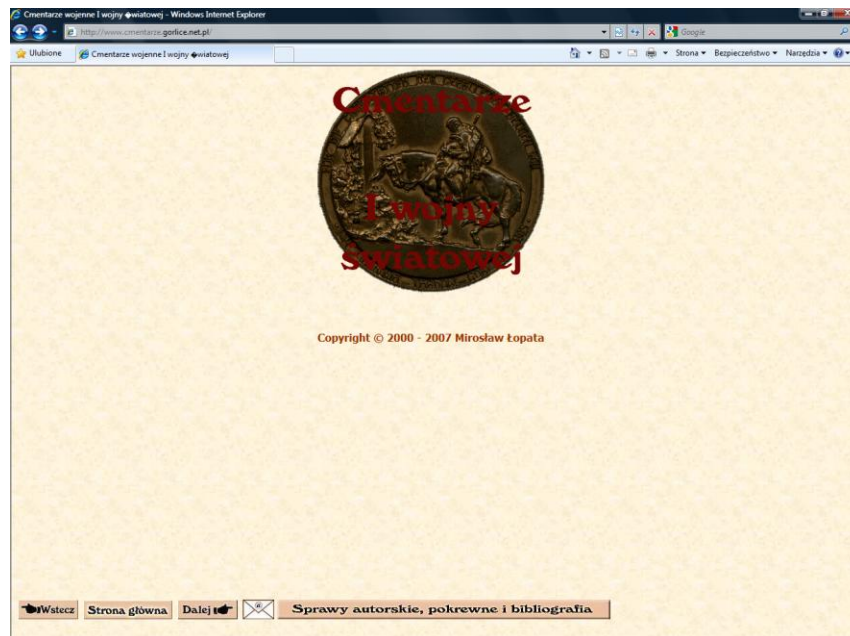 Cmentarze wojenne I wojny �wiatowej - Windows Internet Explorer
http://www.cmentarze.gorlice.net.pl/
Google
Ulubione
Cmentarze wojenne I wojny �wiatowej
Strona
Bezpieczeństwo
Narzędzia
Cmentarze
I wojny
światowej
Copyright © 2000 - 2007 Mirosław Łopata
Wstecz
Strona główna
Dalej
@
Sprawy autorskie, pokrewne i bibliografia